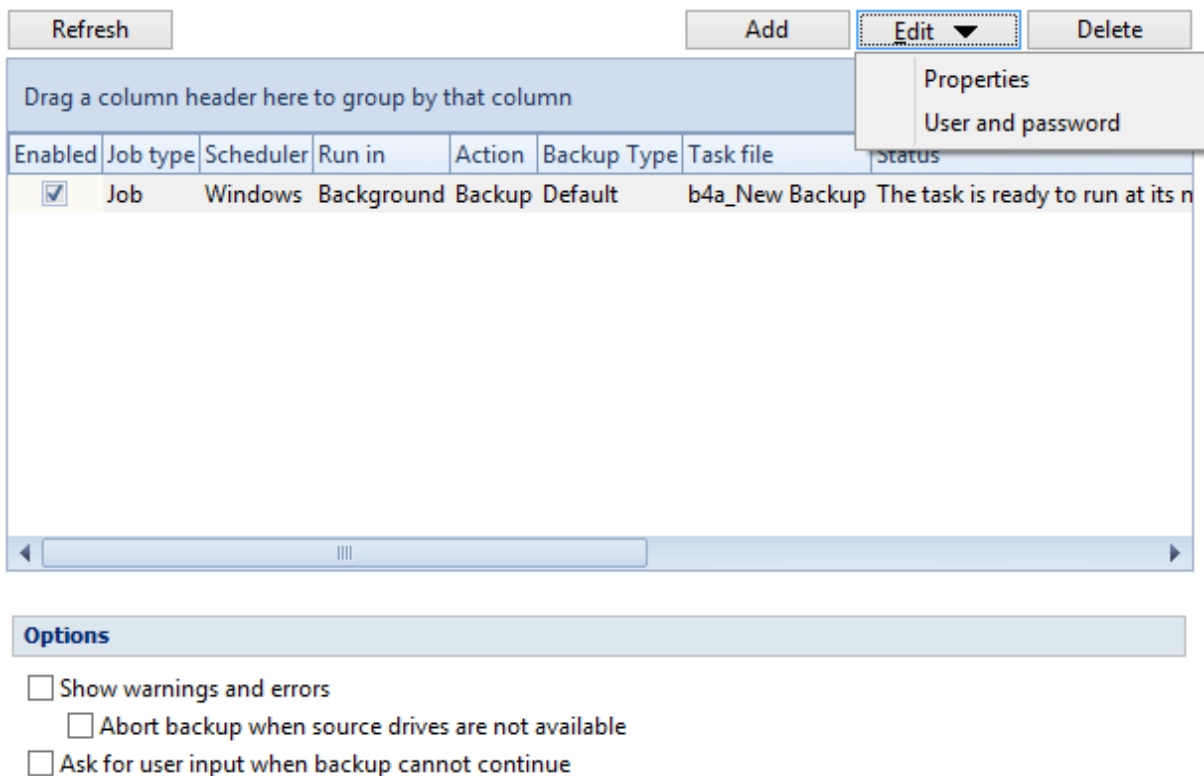 Refresh Add Edit Delete
Properties
Drag a column header here to group by that column
User and password
Enabled Job type Scheduler Run in Action Backup Type Task file Status
Job Windows Background Backup Default b4a_New Backup The task is ready to run at its n
Options
Show warnings and errors
Abort backup when source drives are not available
Ask for user input when backup cannot continue